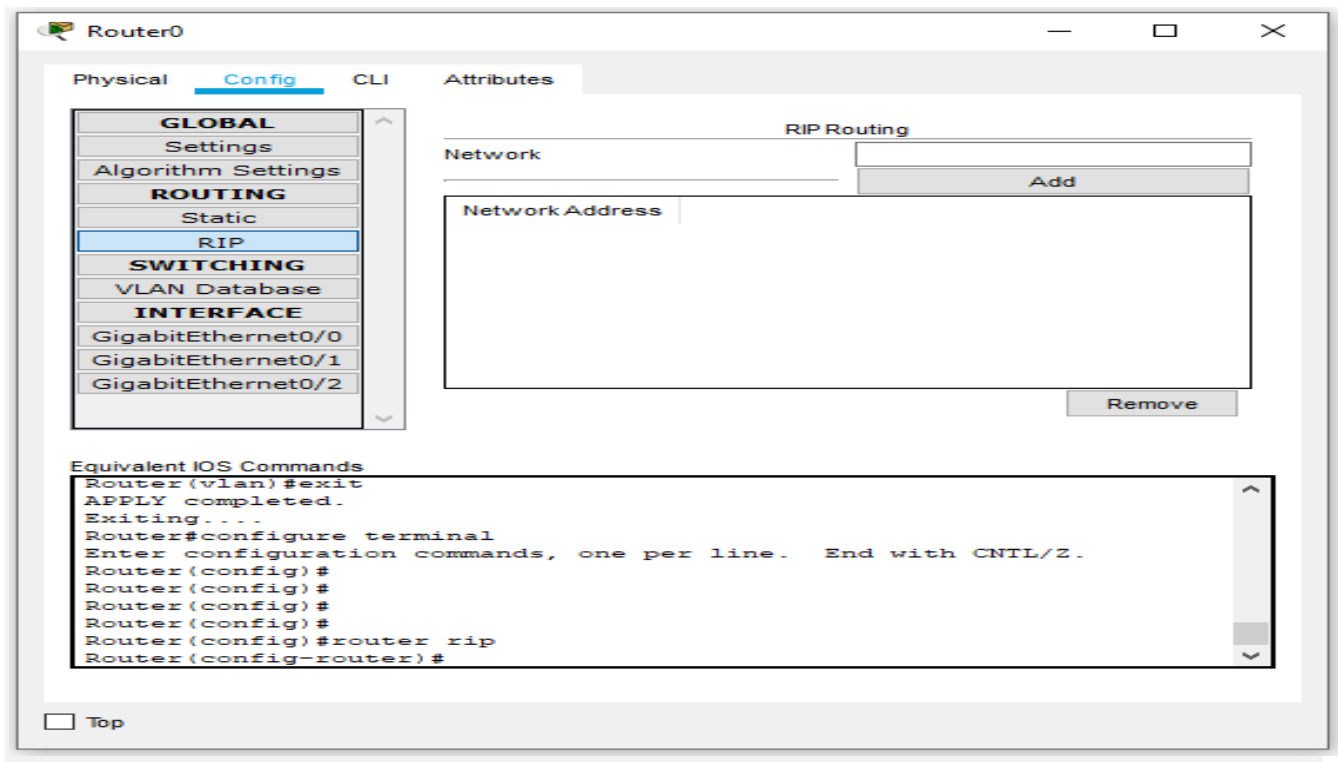 Router0
Physical Config CLI Attributes
GLOBAL
Settings
Algorithm Settings
ROUTING
Static
RIP
SWITCHING
VLAN Database
INTERFACE
GigabitEthernet0/0
GigabitEthernet0/1
GigabitEthernet0/2
RIP Routing
Network
Add
Network Address
Remove
Equivalent IOS Commands
Router(vlan)#exit
APPLY completed.
Exiting....
Router#configure terminal
Enter configuration commands, one per line.  End with CNTL/Z.
Router(config)#
Router(config)#
Router(config)#
Router(config)#
Router(config)#router rip
Router(config-router)#
Top